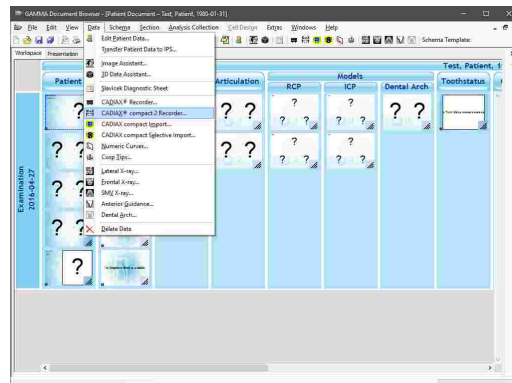 GAMMA Document Browser - [Patient Document - Test, Patient, 1980-01-31]
File Edit View Data Schema Section Analysis Collection Cell Design Extras Windows Help
Schema Template:
Workspace Presentation
Edit Patient Data...
Transfer Patient Data to IPS...
Image Assistant...
3D Data Assistant...
Slavicek Diagnostic Sheet
CADIAX® Recorder...
CADIAX® compact 2 Recorder...
CADIAX compact Import...
CADIAX compact Selective Import...
Numeric Curves...
Cusp Tips...
Lateral X-ray...
Frontal X-ray...
SMV X-ray...
Anterior Guidance...
Dental Arch...
Delete Data
Test, Patient, 1
Patient
Articulation
Models
RCP
ICP
Dental Arch
Toothstatus
Examination
2016-04-27
? ? ? ? ? ? ?
? ? ? ? ? ? ? ?
? ?
? ?
?